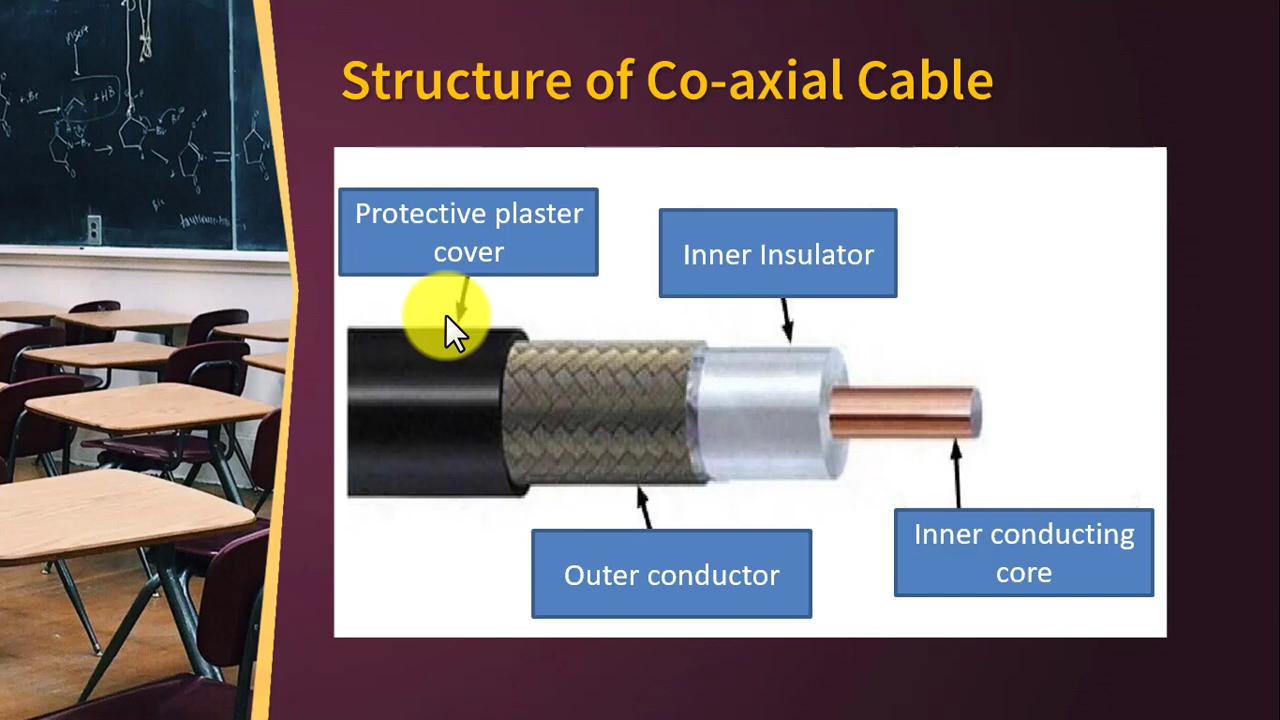 Structure of Co-axial Cable
Protective plaster
cover
Inner Insulator
Outer conductor
Inner conducting
core